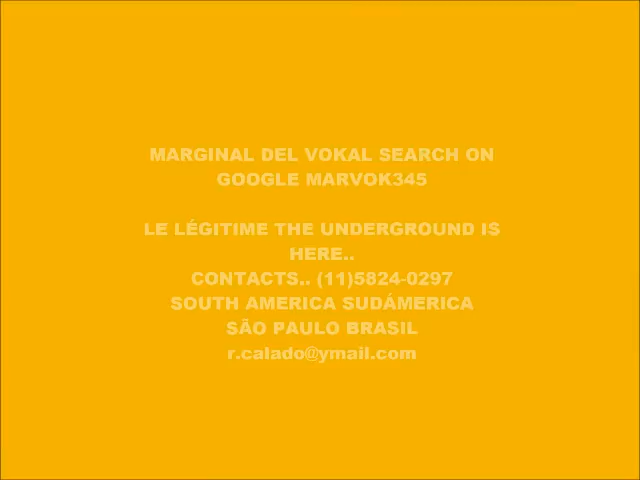 MARGINAL DEL VOKAL SEARCH ON
GOOGLE MARVOK345
LE LÉGITIME THE UNDERGROUND IS
HERE..
CONTACTS.. (11)5824-0297
SOUTH AMERICA SUDÁMERICA
SÃO PAULO BRASIL
r.calado@ymail.com